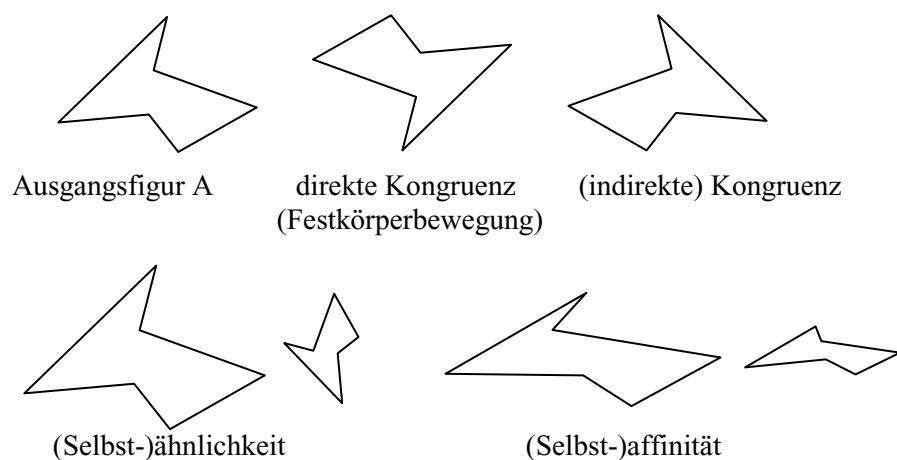 Ausgangsfigur A
direkte Kongruenz
(Festkörperbewegung)
(indirekte) Kongruenz
(Selbst-)ähnlichkeit
(Selbst-)affinität